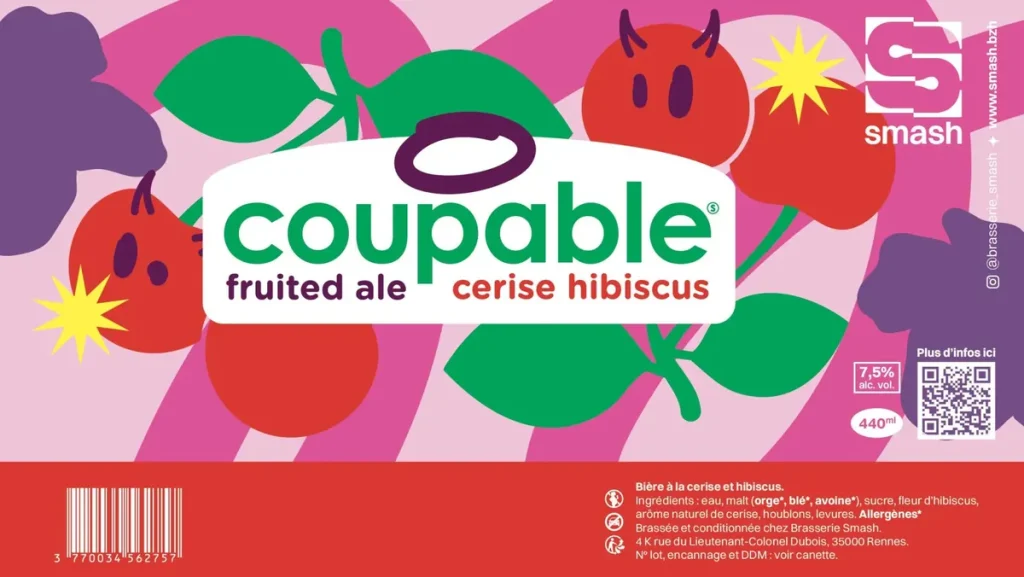 smash
www.smash.bzh
@brasserie_smash
coupable
fruited ale
cerise hibiscus
Plus d'infos ici
7,5%
alc. vol.
440ml
Bière à la cerise et hibiscus.
Ingrédients : eau, malt (orge*, blé*, avoine*), sucre, fleur d'hibiscus,
arôme naturel de cerise, houblons, levures. Allergènes*
Brassée et conditionnée chez Brasserie Smash.
4 K rue du Lieutenant-Colonel Dubois, 35000 Rennes.
N° lot, encannage et DDM : voir canette.
3 770034 562757